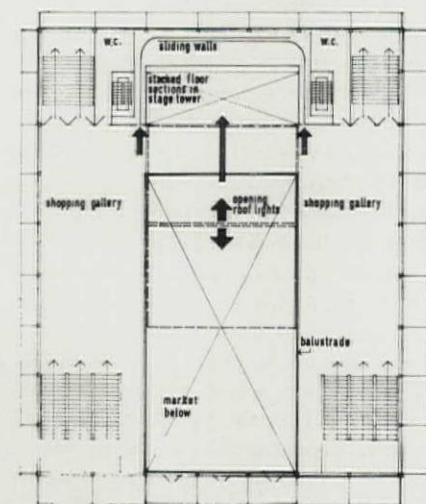 W.C.
sliding walls
W.C.
stacked floor
sections in
stage tower
shopping gallery
opening
roof lights
shopping gallery
balustrade
market
below